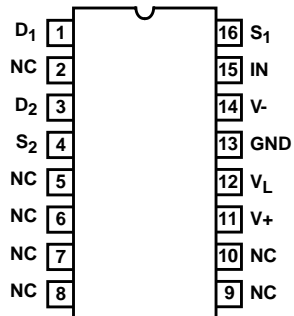 D1 1 16 S1
NC 2 15 IN
D2 3 14 V-
S2 4 13 GND
NC 5 12 VL
NC 6 11 V+
NC 7 10 NC
NC 8 9 NC